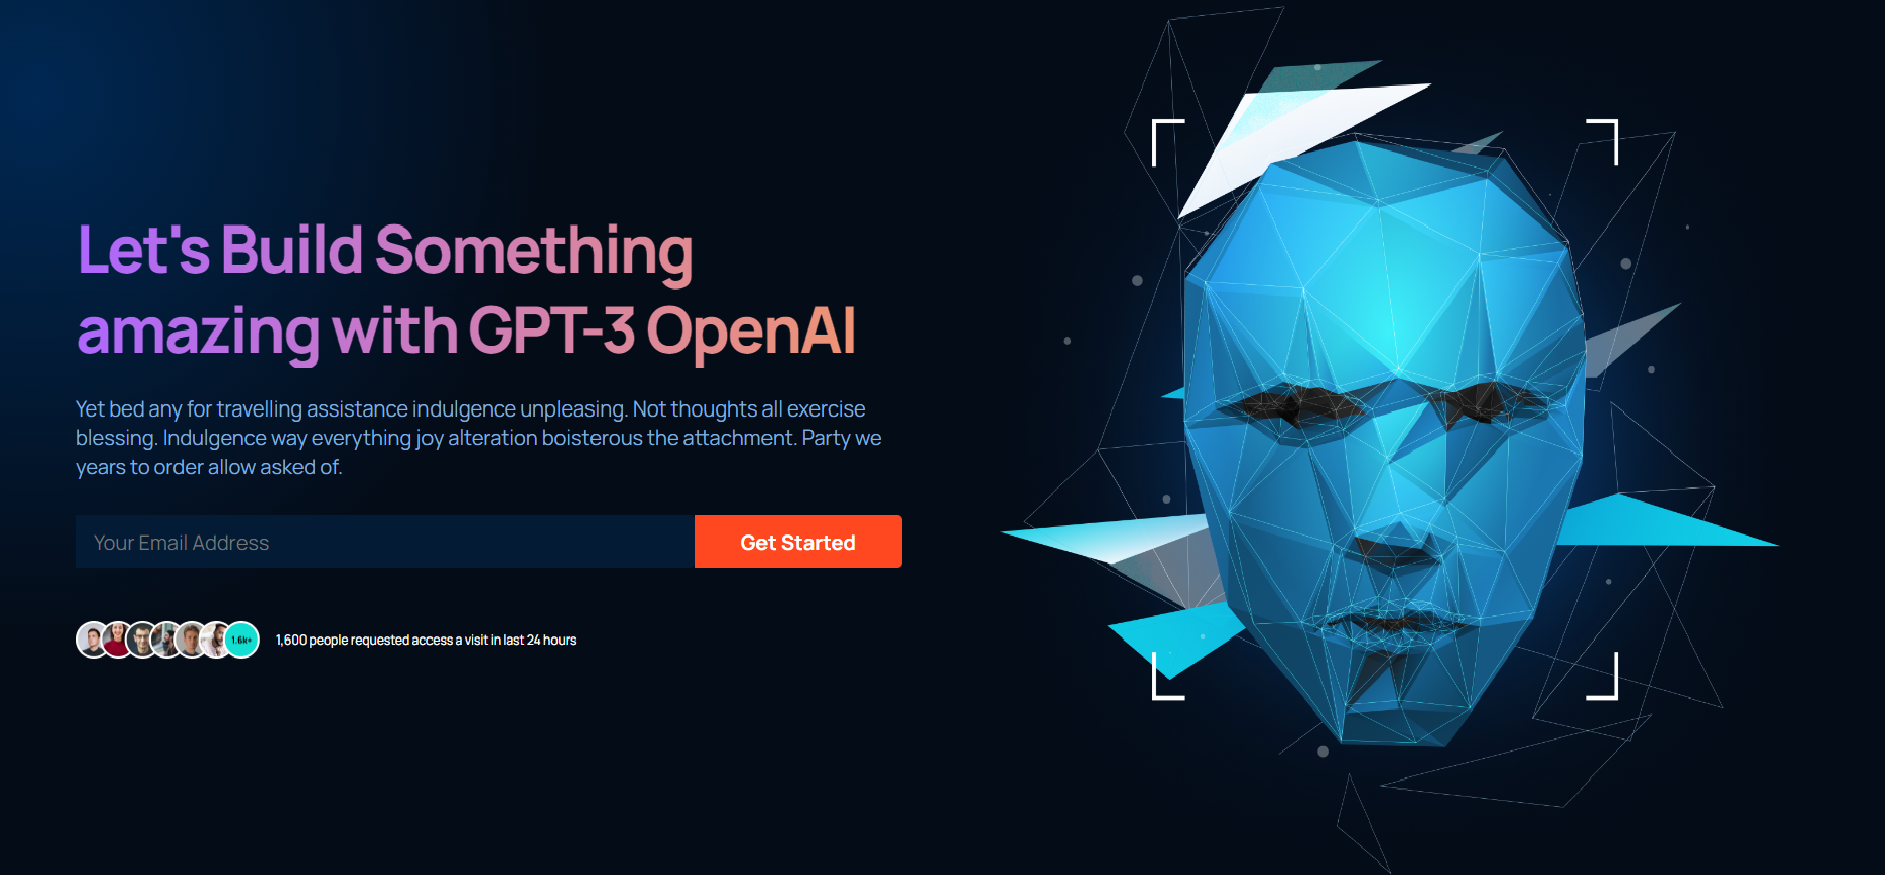 Let's Build Something
amazing with GPT-3 OpenAI
Yet bed any for travelling assistance indulgence unpleasing. Not thoughts all exercise
blessing. Indulgence way everything joy alteration boisterous the attachment. Party we
years to order allow asked of.
Your Email Address
Get Started
1.6k+
1,600 people requested access a visit in last 24 hours